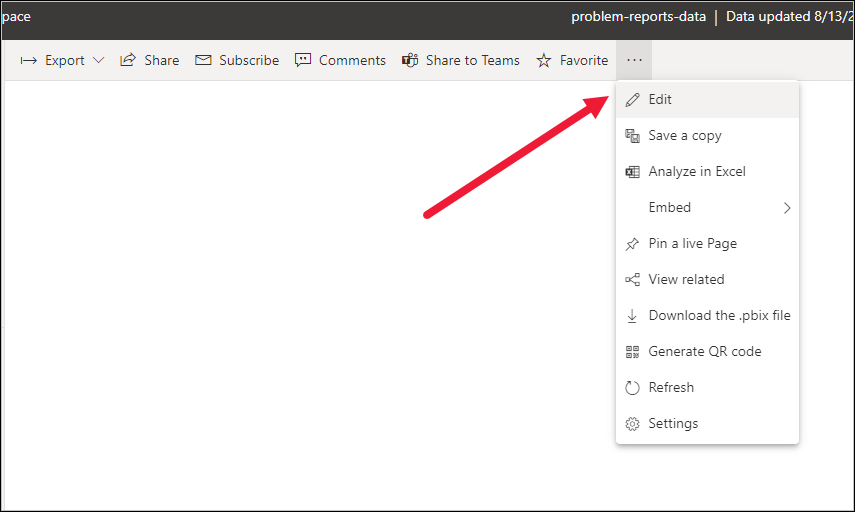 pace
problem-reports-data | Data updated 8/13/2
Export Share Subscribe Comments Share to Teams Favorite ...
Edit
Save a copy
Analyze in Excel
Embed
Pin a live Page
View related
Download the .pbix file
Generate QR code
Refresh
Settings